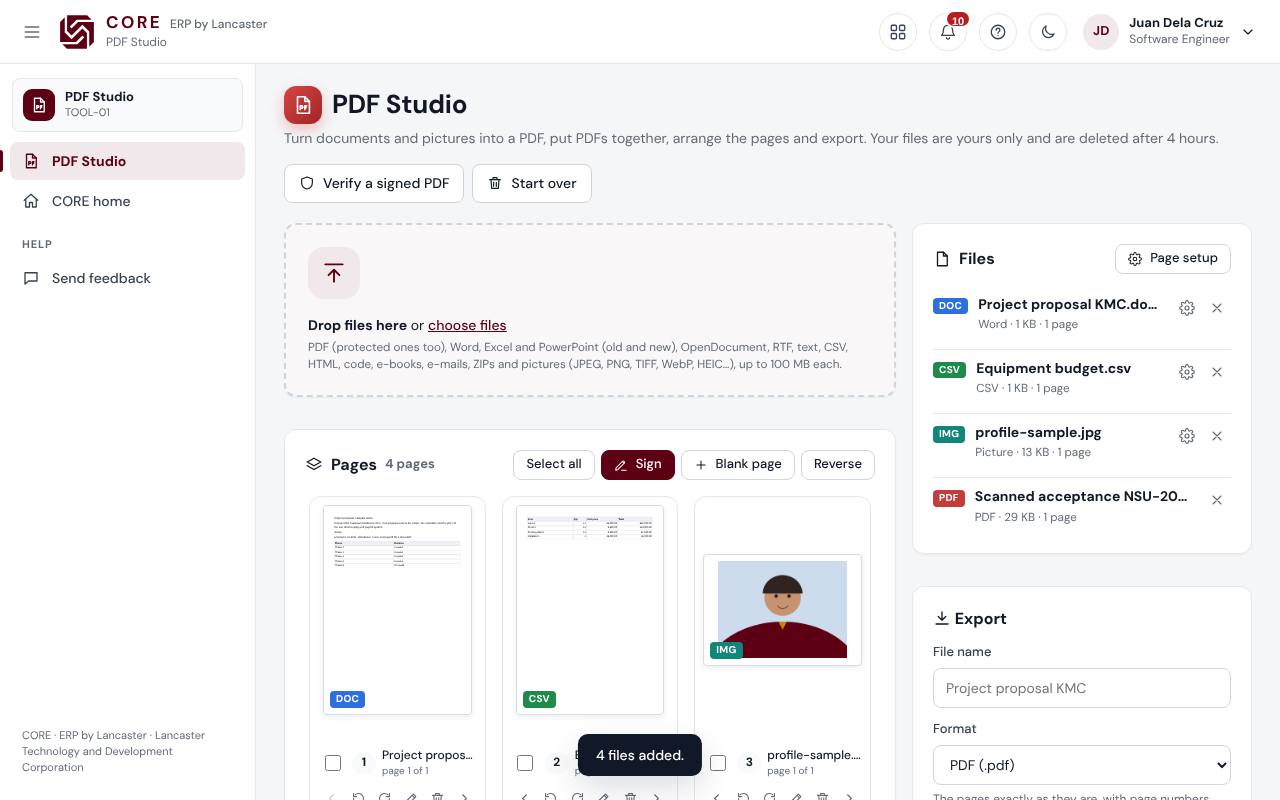 CORE ERP by Lancaster
PDF Studio
10
JD
Juan Dela Cruz
Software Engineer
PDF Studio
TOOL-01
PDF Studio
CORE home
HELP
Send feedback
CORE · ERP by Lancaster · Lancaster
Technology and Development
Corporation
PDF Studio
Turn documents and pictures into a PDF, put PDFs together, arrange the pages and export. Your files are yours only and are deleted after 4 hours.
Verify a signed PDF
Start over
Drop files here or choose files
PDF (protected ones too), Word, Excel and PowerPoint (old and new), OpenDocument, RTF, text, CSV,
HTML, code, e-books, e-mails, ZIPs and pictures (JPEG, PNG, TIFF, WebP, HEIC…), up to 100 MB each.
Pages 4 pages
Select all
Sign
Blank page
Reverse
DOC
CSV
IMG
1 Project propos…
page 1 of 1
2
3 profile-sample.…
page 1 of 1
4 files added.
Files
Page setup
DOC Project proposal KMC.do…
Word · 1 KB · 1 page
CSV Equipment budget.csv
CSV · 1 KB · 1 page
IMG profile-sample.jpg
Picture · 13 KB · 1 page
PDF Scanned acceptance NSU-20…
PDF · 29 KB · 1 page
Export
File name
Project proposal KMC
Format
PDF (.pdf)
The pages exactly as they are, with page numbers,